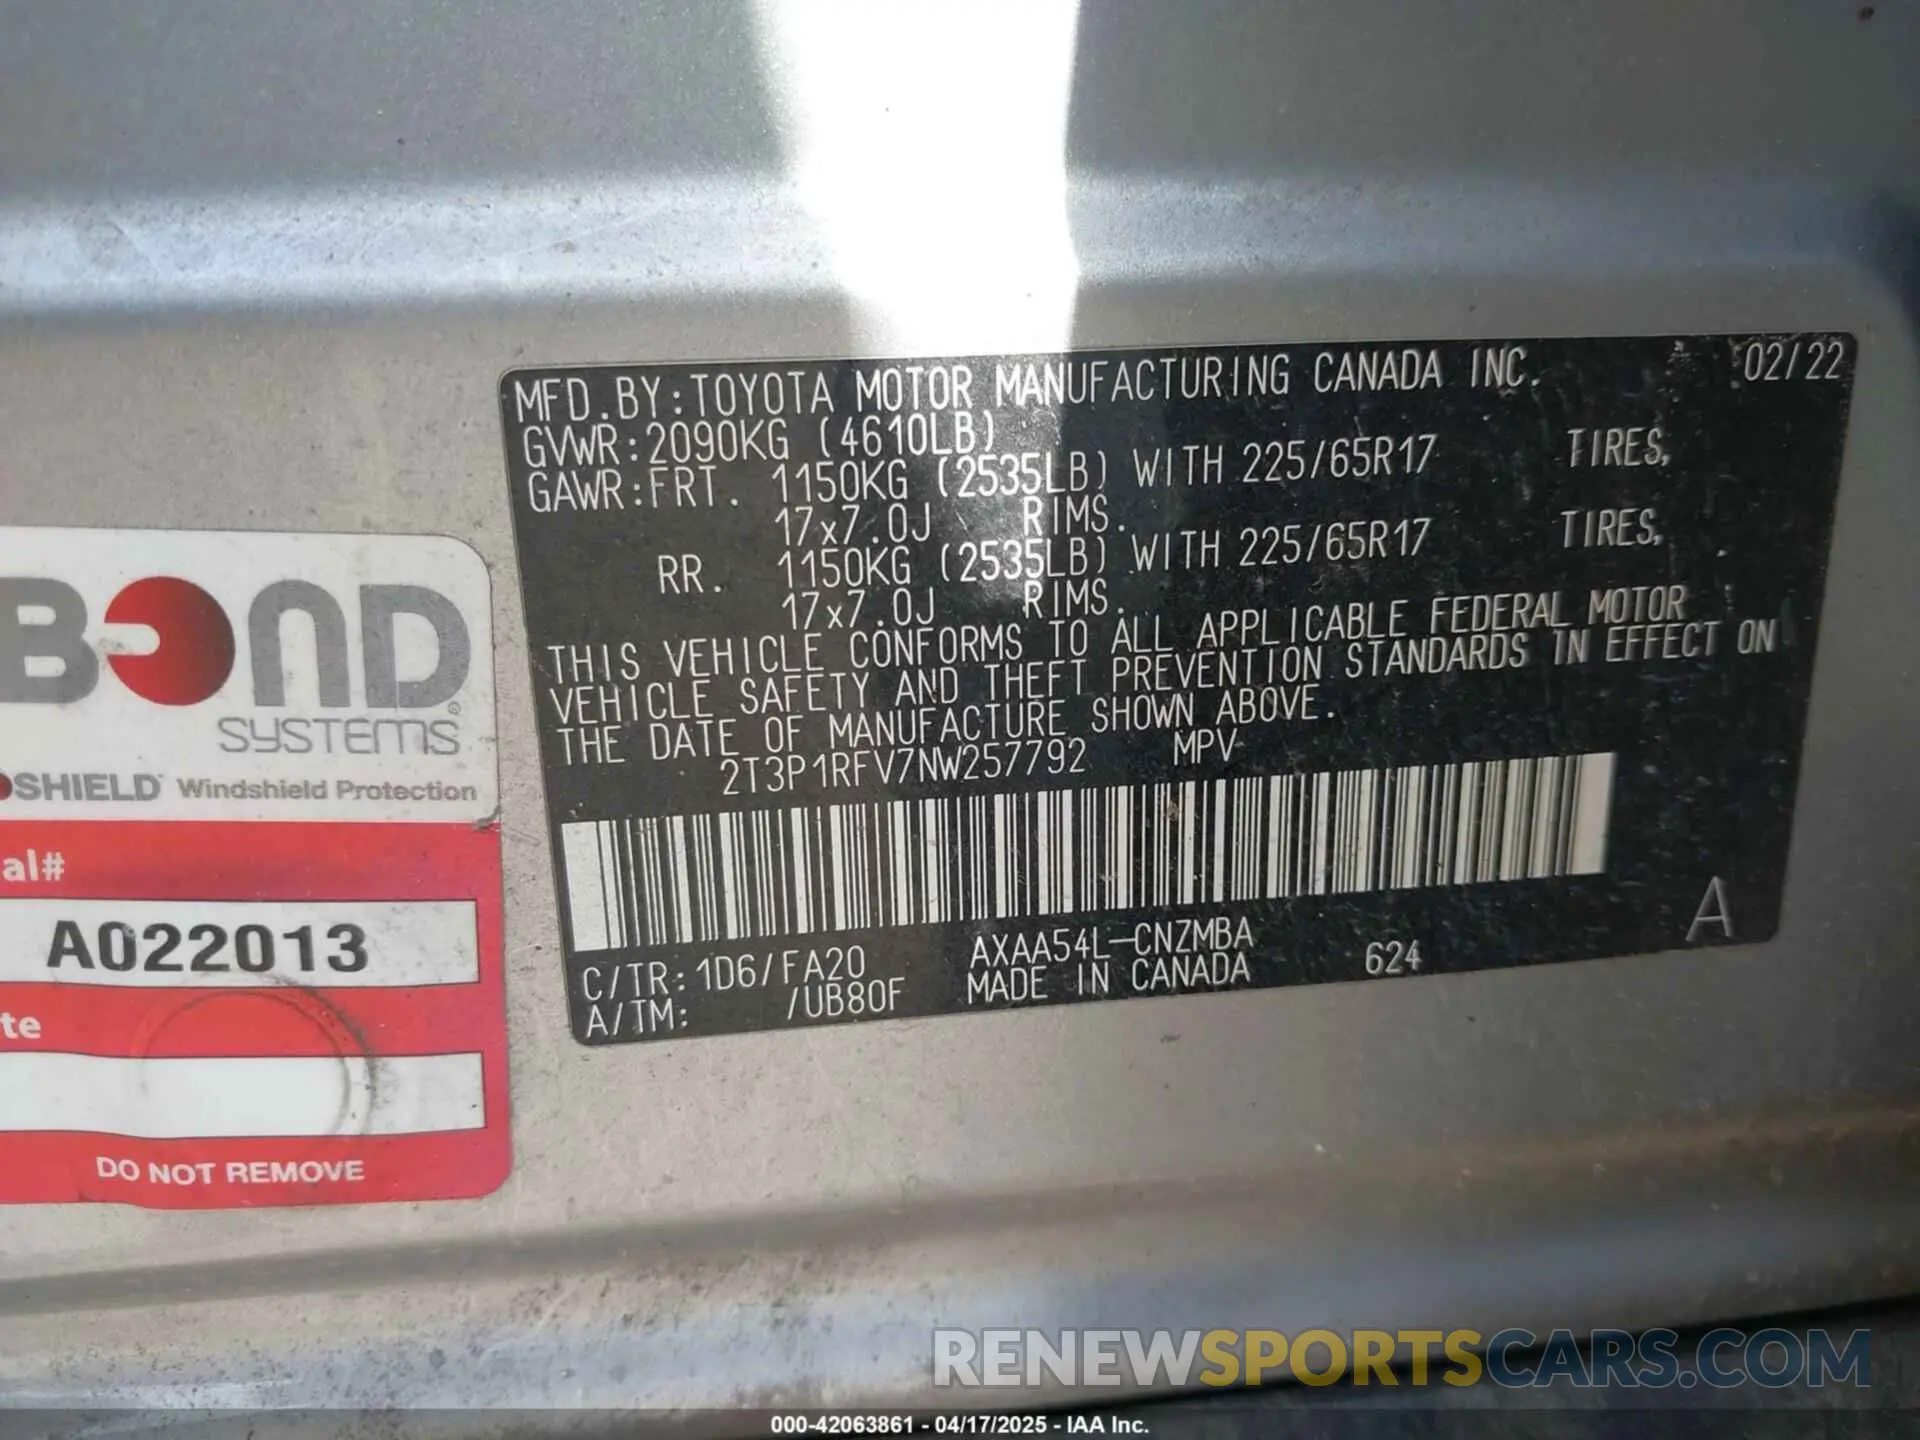 MFD.BY:TOYOTA MOTOR MANUFACTURING CANADA INC. 02/22
GVWR:2090KG (4610LB)
GAWR:FRT. 1150KG (2535LB) WITH 225/65R17 TIRES,
17x7.0J RIMS.
RR. 1150KG (2535LB) WITH 225/65R17 TIRES,
17x7.0J RIMS.
THIS VEHICLE CONFORMS TO ALL APPLICABLE FEDERAL MOTOR
VEHICLE SAFETY AND THEFT PREVENTION STANDARDS IN EFFECT ON
THE DATE OF MANUFACTURE SHOWN ABOVE.
2T3P1RFV7NW257792 MPV
C/TR:1D6/FA20 AXAA54L-CNZMBA 624 A
A/TM: /UB80F MADE IN CANADA
BOND
SYSTEMS®
SHIELD Windshield Protection
al#
A022013
te
DO NOT REMOVE
RENEWSPORTSCARS.COM
000-42063861 - 04/17/2025 - IAA Inc.